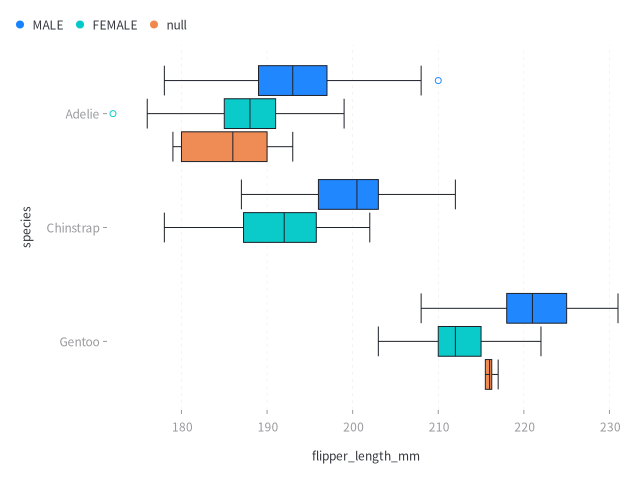 MALE FEMALE null
Adelie
Chinstrap
Gentoo
species
180 190 200 210 220 230
flipper_length_mm